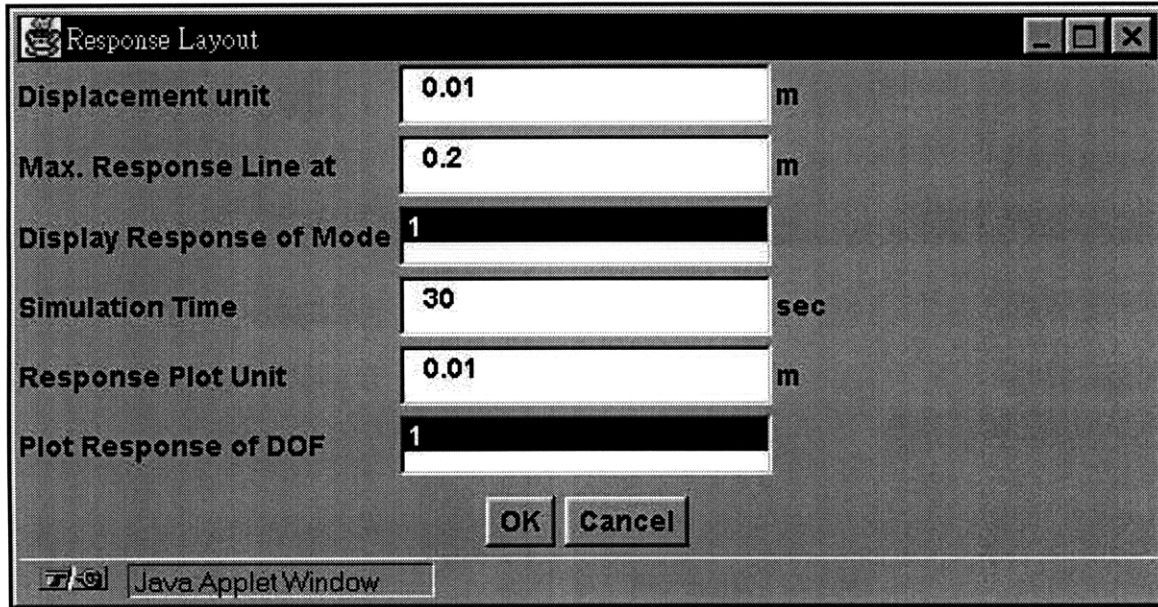 Response Layout
Displacement unit 0.01 m
Max. Response Line at 0.2 m
Display Response of Mode 1
Simulation Time 30 sec
Response Plot Unit 0.01 m
Plot Response of DOF 1
OK Cancel
Java Applet Window